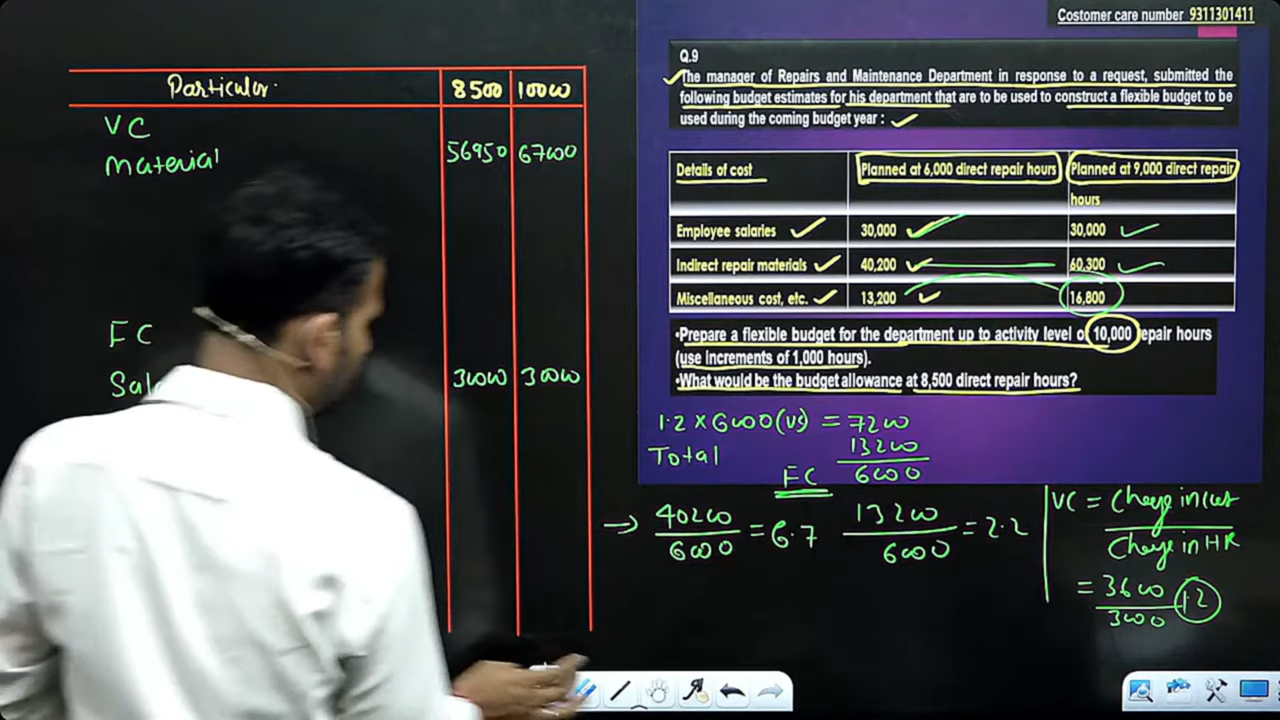 Costomer care number 9311301411
Particular 8500 10000
VC
Material 56950 67000
FC
30000 30000
Q.9
The manager of Repairs and Maintenance Department in response to a request, submitted the
following budget estimates for his department that are to be used to construct a flexible budget to be
used during the coming budget year :
Details of cost Planned at 6,000 direct repair hours Planned at 9,000 direct repair
hours
Employee salaries 30,000 30,000
Indirect repair materials 40,200 60,300
Miscellaneous cost, etc. 13,200 16,800
•Prepare a flexible budget for the department up to activity level of 10,000 repair hours
(use increments of 1,000 hours).
•What would be the budget allowance at 8,500 direct repair hours?
1.2 × 6000 (VS) = 7200
Total 13200
FC 6000
→ 40200 / 6000 = 6.7 13200 / 6000 = 2.2
VC = Change in cost
Change in HR
= 3600 / 3000 1.2